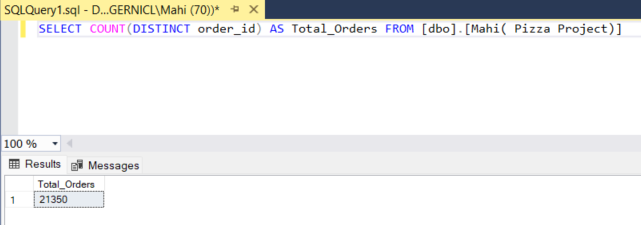 SQLQuery1.sql - D...GERNICL\Mahi (70))*
SELECT COUNT(DISTINCT order_id) AS Total_Orders FROM [dbo].[Mahi( Pizza Project)]
100 %
Results Messages
Total_Orders
1 21350